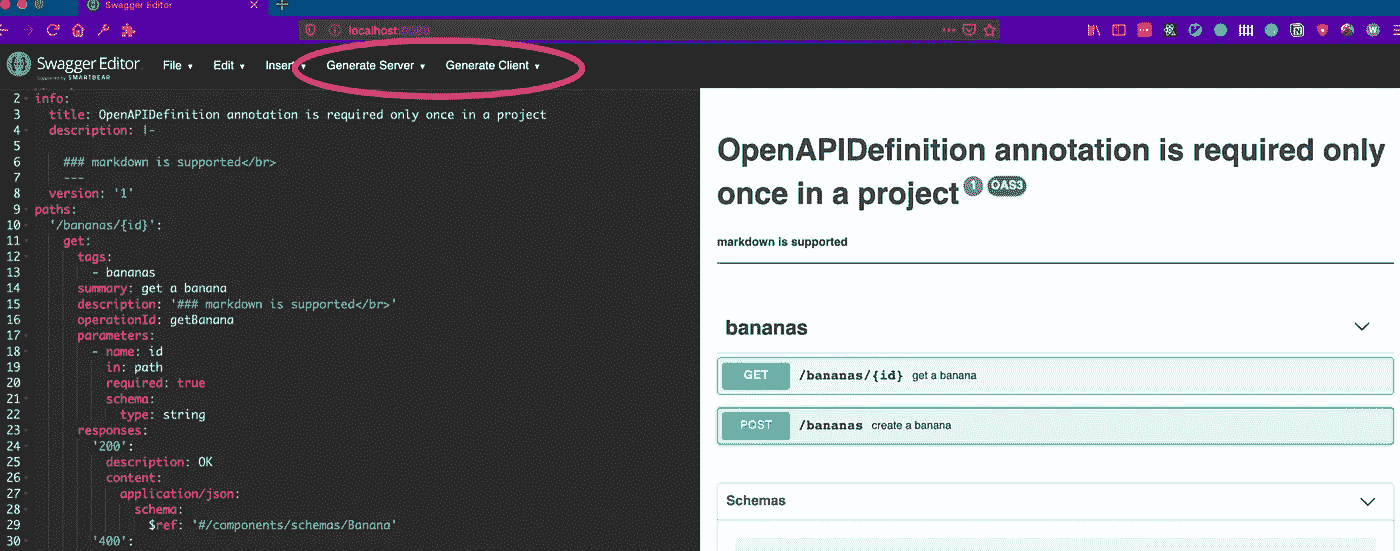 Swagger Editor
localhost
Swagger Editor
Supported by SMARTBEAR
File
Edit
Insert
Generate Server
Generate Client
2 info:
3 title: OpenAPIDefinition annotation is required only once in a project
4 description: |-
5
6 ### markdown is supported</br>
7 ---
8 version: '1'
9 paths:
10 '/bananas/{id}':
11 get:
12 tags:
13 - bananas
14 summary: get a banana
15 description: '### markdown is supported</br>'
16 operationId: getBanana
17 parameters:
18 - name: id
19 in: path
20 required: true
21 schema:
22 type: string
23 responses:
24 '200':
25 description: OK
26 content:
27 application/json:
28 schema:
29 $ref: '#/components/schemas/Banana'
30 '400':
OpenAPIDefinition annotation is required only
once in a project 1 OAS3
markdown is supported
bananas
GET /bananas/{id} get a banana
POST /bananas create a banana
Schemas